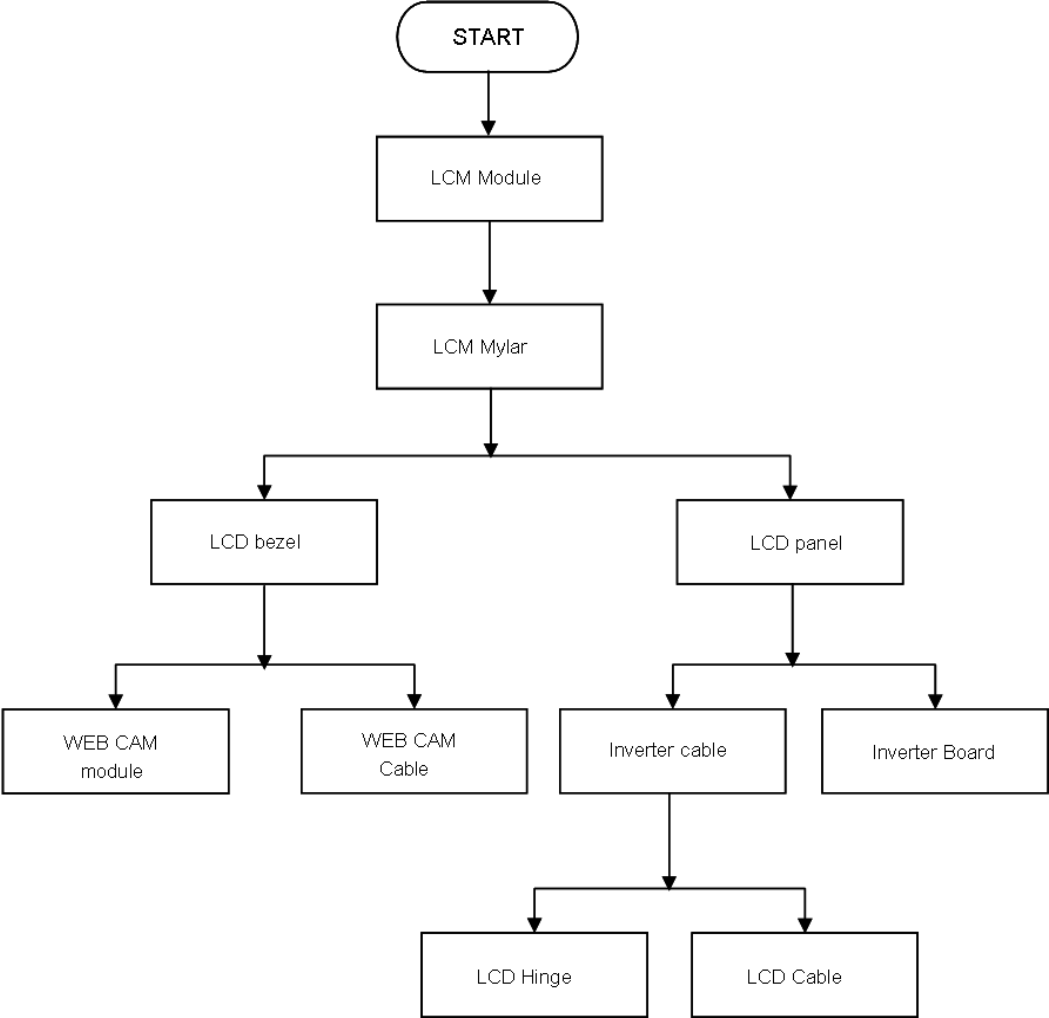 START
LCM Module
LCM Mylar
LCD bezel
LCD panel
WEB CAM
module
WEB CAM
Cable
Inverter cable
Inverter Board
LCD Hinge
LCD Cable